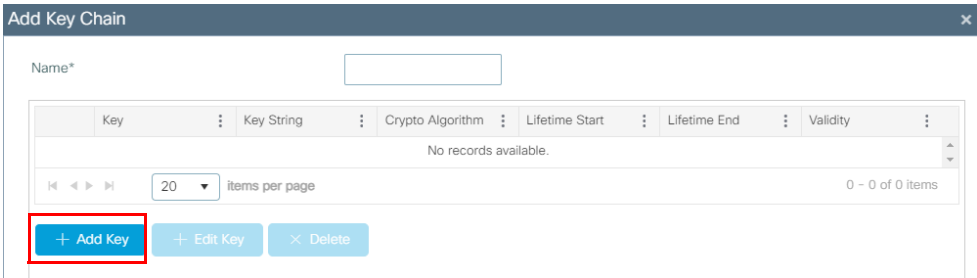 Add Key Chain ×
Name*
Key Key String Crypto Algorithm Lifetime Start Lifetime End Validity
No records available.
20 items per page 0 - 0 of 0 items
+ Add Key + Edit Key × Delete